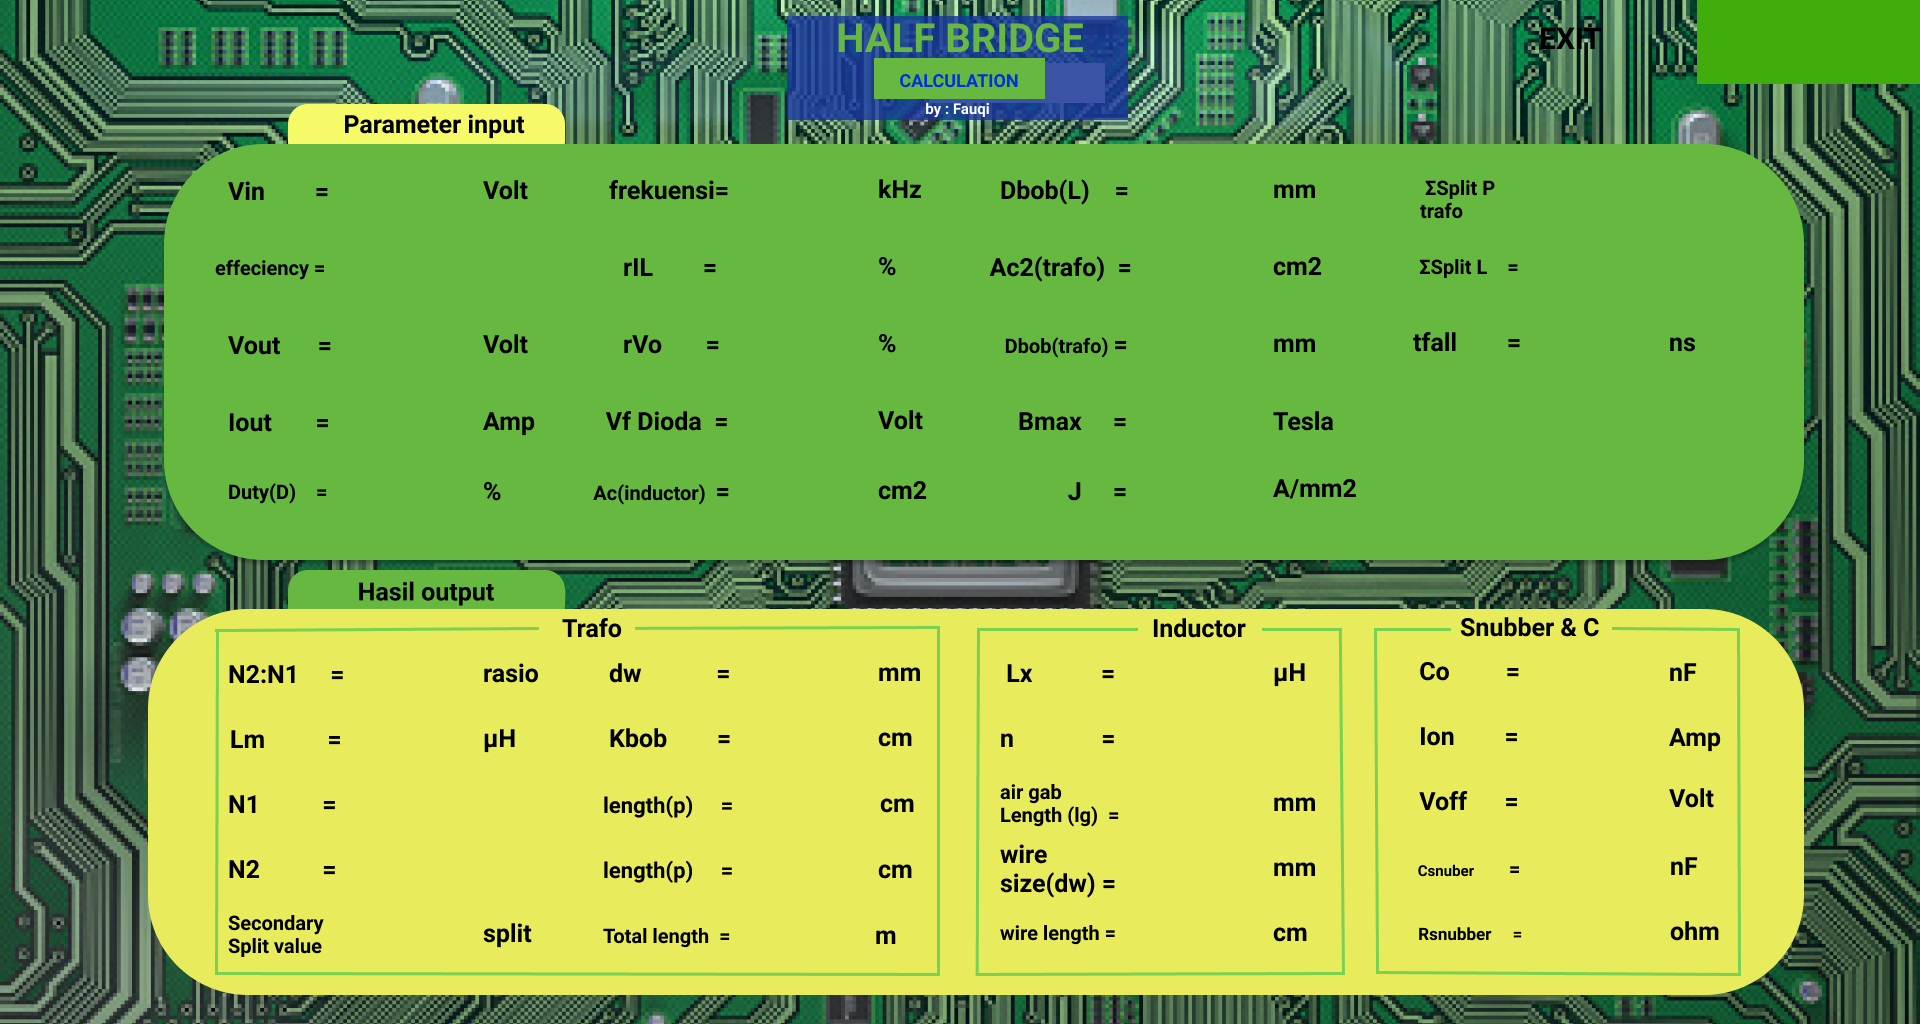 HALF BRIDGE
CALCULATION
by : Fauqi
EXIT
Parameter input
Vin = Volt frekuensi= kHz Dbob(L) = mm ΣSplit P
trafo
effeciency = rIL = % Ac2(trafo) = cm2 ΣSplit L =
Vout = Volt rVo = % Dbob(trafo) = mm tfall = ns
Iout = Amp Vf Dioda = Volt Bmax = Tesla
Duty(D) = % Ac(inductor) = cm2 J = A/mm2
Hasil output
Trafo
N2:N1 = rasio dw = mm
Lm = µH Kbob = cm
N1 = length(p) = cm
N2 = length(p) = cm
Secondary
Split value split Total length = m
Inductor
Lx = µH
n =
air gab
Length (lg) = mm
wire
size(dw) = mm
wire length = cm
Snubber & C
Co = nF
Ion = Amp
Voff = Volt
Csnuber = nF
Rsnubber = ohm